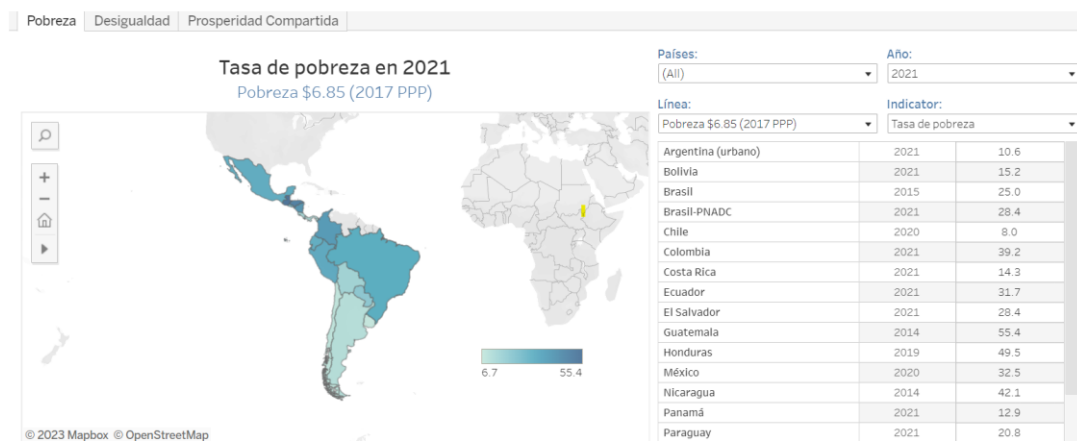 Pobreza Desigualdad Prosperidad Compartida
Tasa de pobreza en 2021
Pobreza $6.85 (2017 PPP)
6.7 55.4
© 2023 Mapbox © OpenStreetMap
Países: Año:
(All) 2021
Línea: Indicator:
Pobreza $6.85 (2017 PPP) Tasa de pobreza
Argentina (urbano) 2021 10.6
Bolivia 2021 15.2
Brasil 2015 25.0
Brasil-PNADC 2021 28.4
Chile 2020 8.0
Colombia 2021 39.2
Costa Rica 2021 14.3
Ecuador 2021 31.7
El Salvador 2021 28.4
Guatemala 2014 55.4
Honduras 2019 49.5
México 2020 32.5
Nicaragua 2014 42.1
Panamá 2021 12.9
Paraguay 2021 20.8